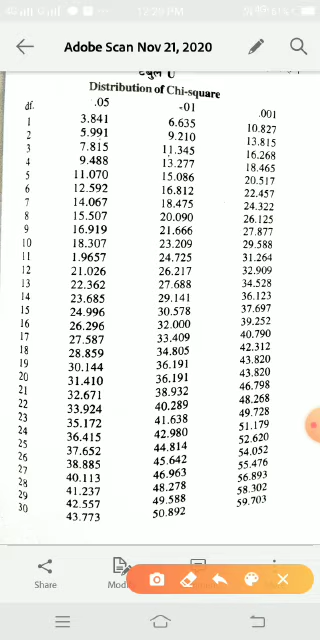 12:29 PM
Adobe Scan Nov 21, 2020
Distribution of Chi-square
df. .05 -01 .001
1 3.841 6.635 10.827
2 5.991 9.210 13.815
3 7.815 11.345 16.268
4 9.488 13.277 18.465
5 11.070 15.086 20.517
6 12.592 16.812 22.457
7 14.067 18.475 24.322
8 15.507 20.090 26.125
9 16.919 21.666 27.877
10 18.307 23.209 29.588
11 1.9657 24.725 31.264
12 21.026 26.217 32.909
13 22.362 27.688 34.528
14 23.685 29.141 36.123
15 24.996 30.578 37.697
16 26.296 32.000 39.252
17 27.587 33.409 40.790
18 28.859 34.805 42.312
19 30.144 36.191 43.820
20 31.410 36.191 43.820
21 32.671 38.932 46.798
22 33.924 40.289 48.268
23 35.172 41.638 49.728
24 36.415 42.980 51.179
25 37.652 44.814 52.620
26 38.885 45.642 54.052
27 40.113 46.963 55.476
28 41.237 48.278 56.893
29 42.557 49.588 58.302
30 43.773 50.892 59.703
Share